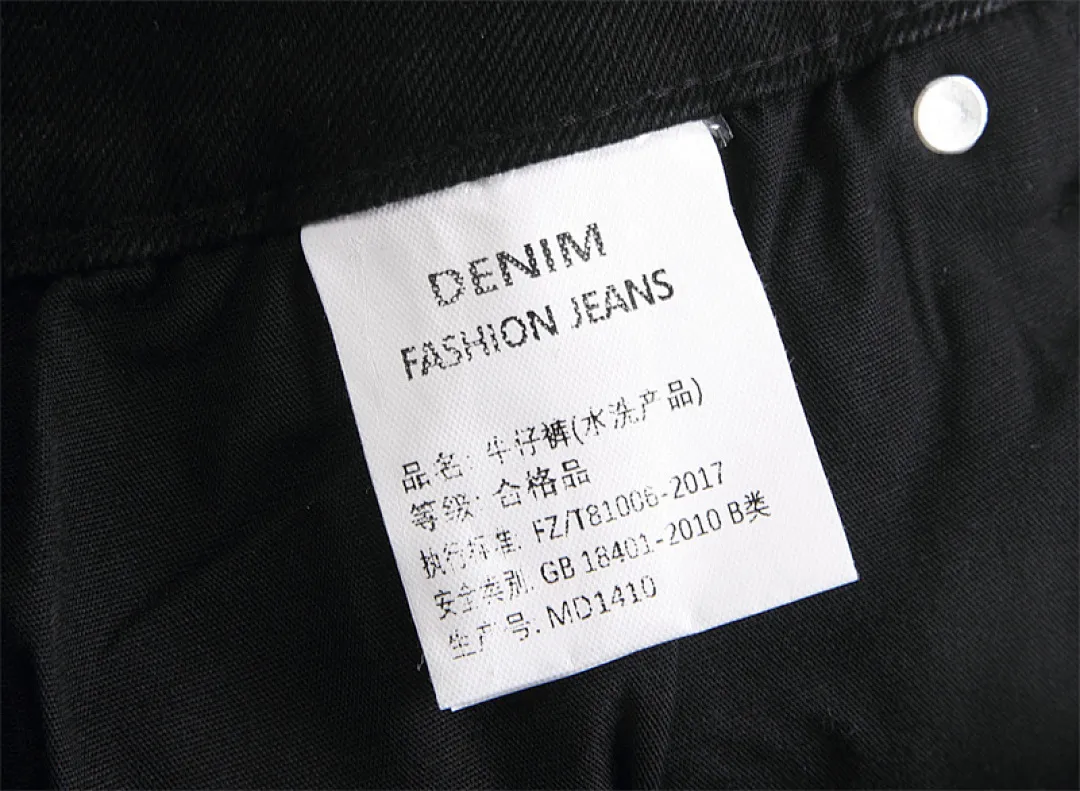 DENIM
FASHION JEANS
品名: 牛仔裤(水洗产品)
等级: 合格品
执行标准: FZ/T81006-2017
安全类别: GB 18401-2010 B类
生产号: MD1410